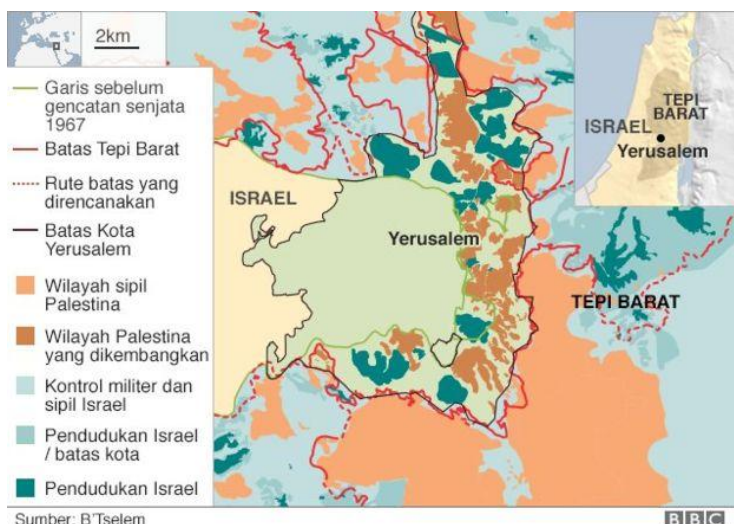 2km
Garis sebelum
gencatan senjata
1967
Batas Tepi Barat
Rute batas yang
direncanakan
Batas Kota
Yerusalem
Wilayah sipil
Palestina
Wilayah Palestina
yang dikembangkan
Kontrol militer dan
sipil Israel
Pendudukan Israel
/ batas kota
Pendudukan Israel
ISRAEL
Yerusalem
TEPI BARAT
TEPI
BARAT
ISRAEL
Yerusalem
Sumber: B'Tselem
BBC